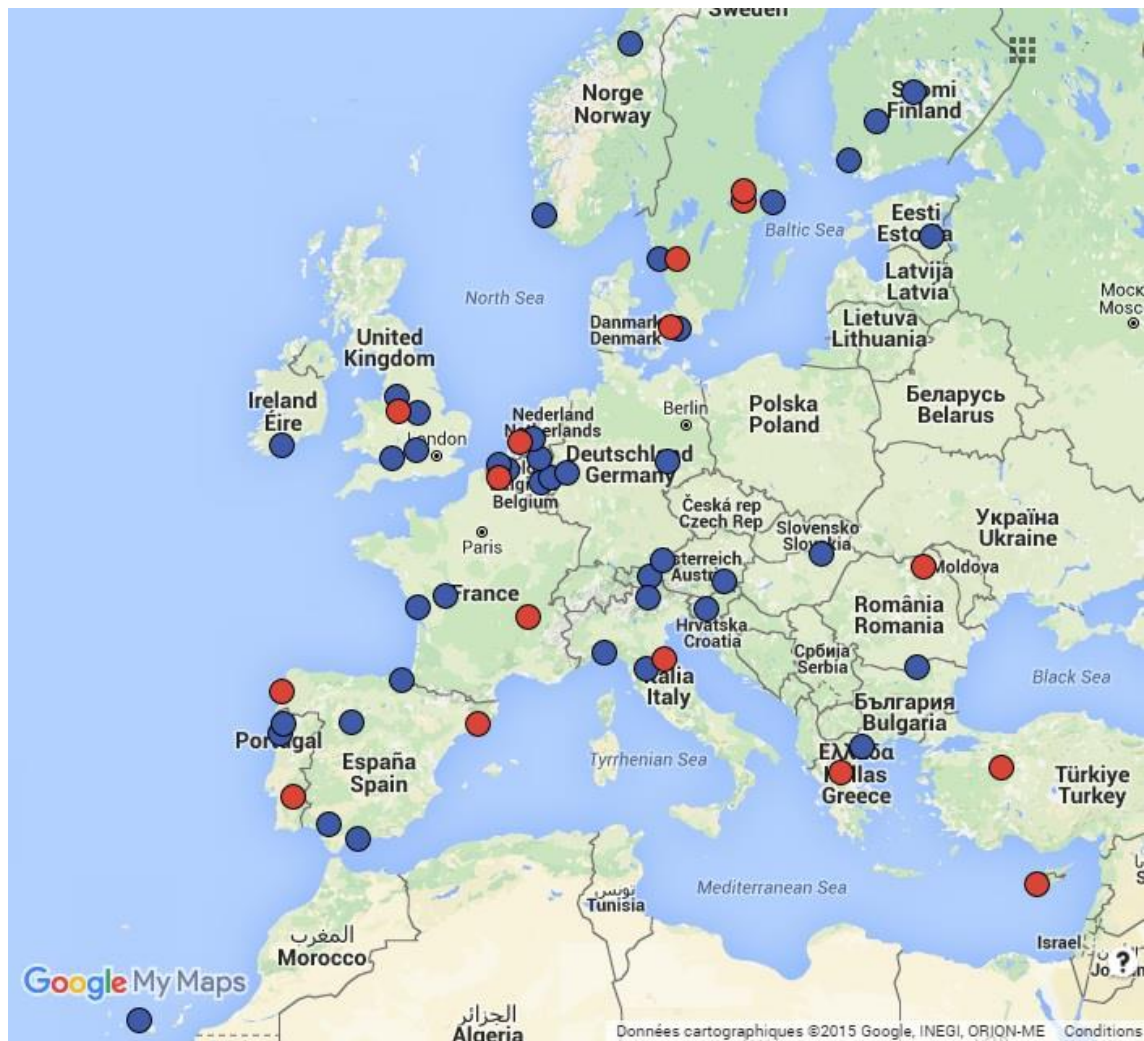 Sweden
Norge
Norway
Suomi
Finland
Baltic Sea
Eesti
Estonia
Latvija
Latvia
Lietuva
Lithuania
Моск
Mosc
North Sea
Danmark
Denmark
United
Kingdom
Ireland
Éire
London
Nederland
Netherlands
Berlin
Polska
Poland
Беларусь
Belarus
Deutschland
Germany
Belgium
Paris
Česká rep
Czech Rep
Slovensko
Slovakia
Україна
Ukraine
Österreich
Austria
Moldova
France
România
Romania
Hrvatska
Croatia
Србија
Serbia
Italia
Italy
Black Sea
България
Bulgaria
Portugal
España
Spain
Tyrrhenian Sea
Ελλάδα
Hellas
Greece
Türkiye
Turkey
Mediterranean Sea
تونس
Tunisia
المغرب
Morocco
Israel
?
Google My Maps
الجزائر
Algeria
Données cartographiques ©2015 Google, INEGI, ORION-ME Conditions